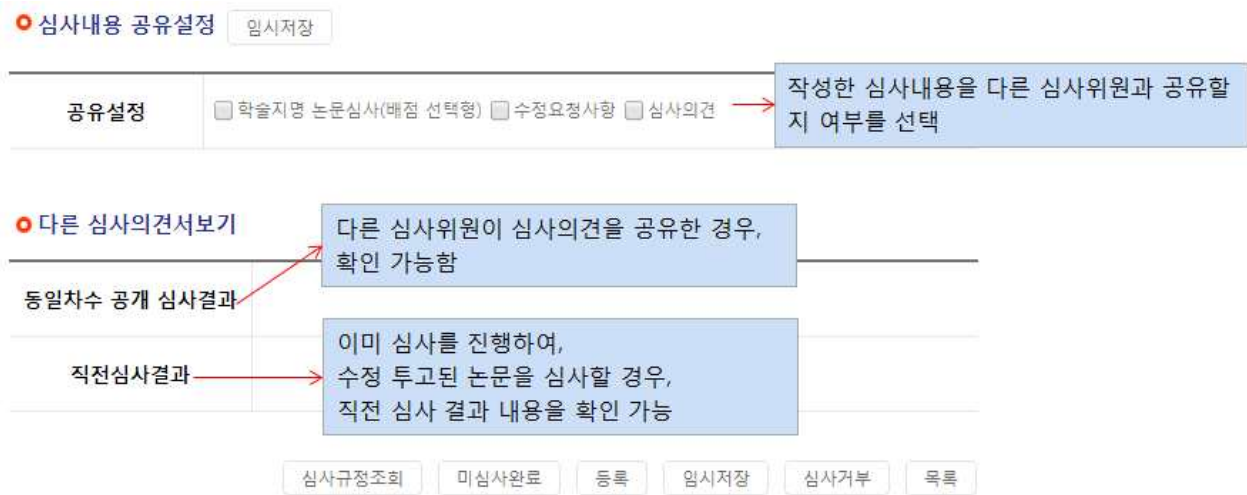 심사내용 공유설정 임시저장
공유설정 학술지명 논문심사(배점 선택형) 수정요청사항 심사의견
작성한 심사내용을 다른 심사위원과 공유할
지 여부를 선택
다른 심사의견서보기
다른 심사위원이 심사의견을 공유한 경우,
확인 가능함
동일차수 공개 심사결과
이미 심사를 진행하여,
수정 투고된 논문을 심사할 경우,
직전 심사 결과 내용을 확인 가능
직전심사결과
심사규정조회 미심사완료 등록 임시저장 심사거부 목록